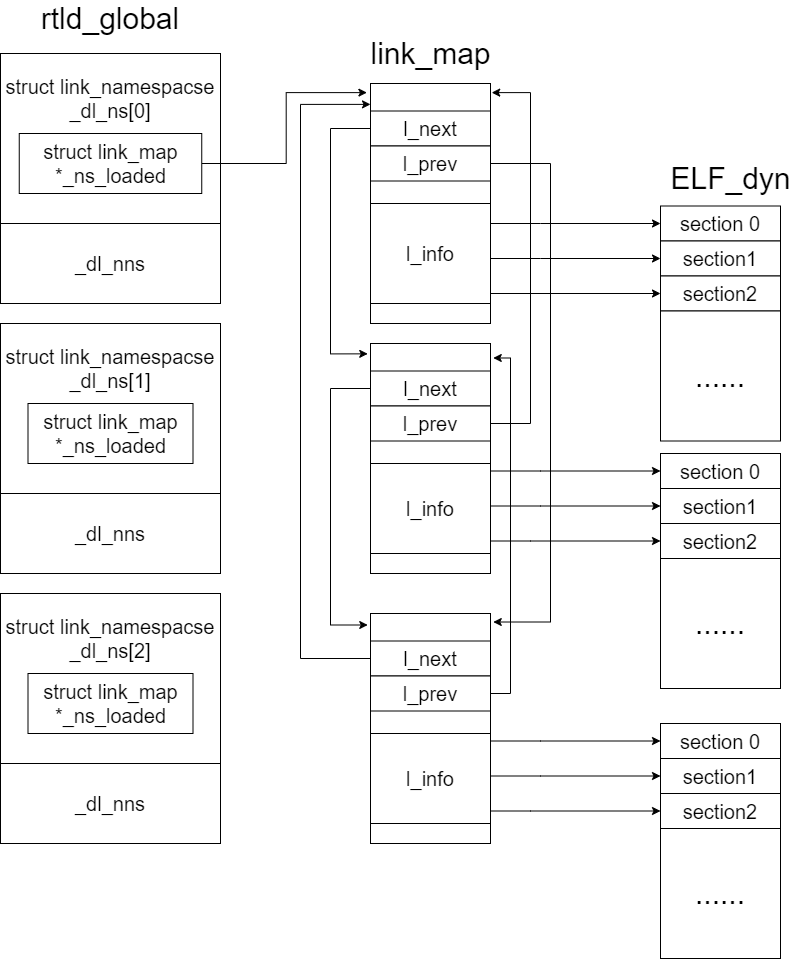 rtld_global
struct link_namespacse
_dl_ns[0]
struct link_map
*_ns_loaded
_dl_nns
struct link_namespacse
_dl_ns[1]
struct link_map
*_ns_loaded
_dl_nns
struct link_namespacse
_dl_ns[2]
struct link_map
*_ns_loaded
_dl_nns
link_map
l_next
l_prev
l_info
l_next
l_prev
l_info
l_next
l_prev
l_info
ELF_dyn
section 0
section1
section2
......
section 0
section1
section2
......
section 0
section1
section2
......